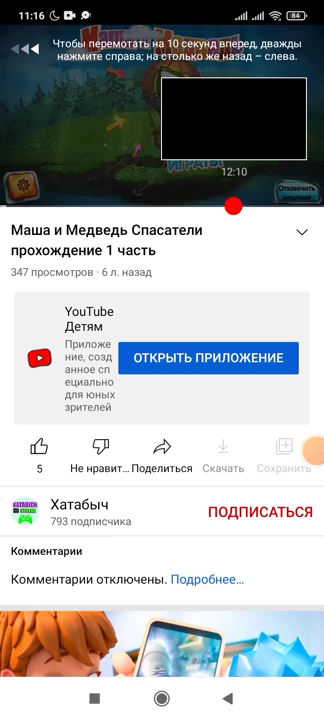 11:16
84
Чтобы перемотать на 10 секунд вперед, дважды
нажмите справа; на столько же назад – слева.
ИГРАТЬ!
Отключить
12:10
Маша и Медведь Спасатели
прохождение 1 часть
347 просмотров · 6 л. назад
YouTube
Детям
Приложе
ние, созд
анное сп
ециально
для юных
зрителей
ОТКРЫТЬ ПРИЛОЖЕНИЕ
5
Не нравит…
Поделиться
Скачать
Сохранить
Хатабыч
793 подписчика
ПОДПИСАТЬСЯ
Комментарии
Комментарии отключены. Подробнее…